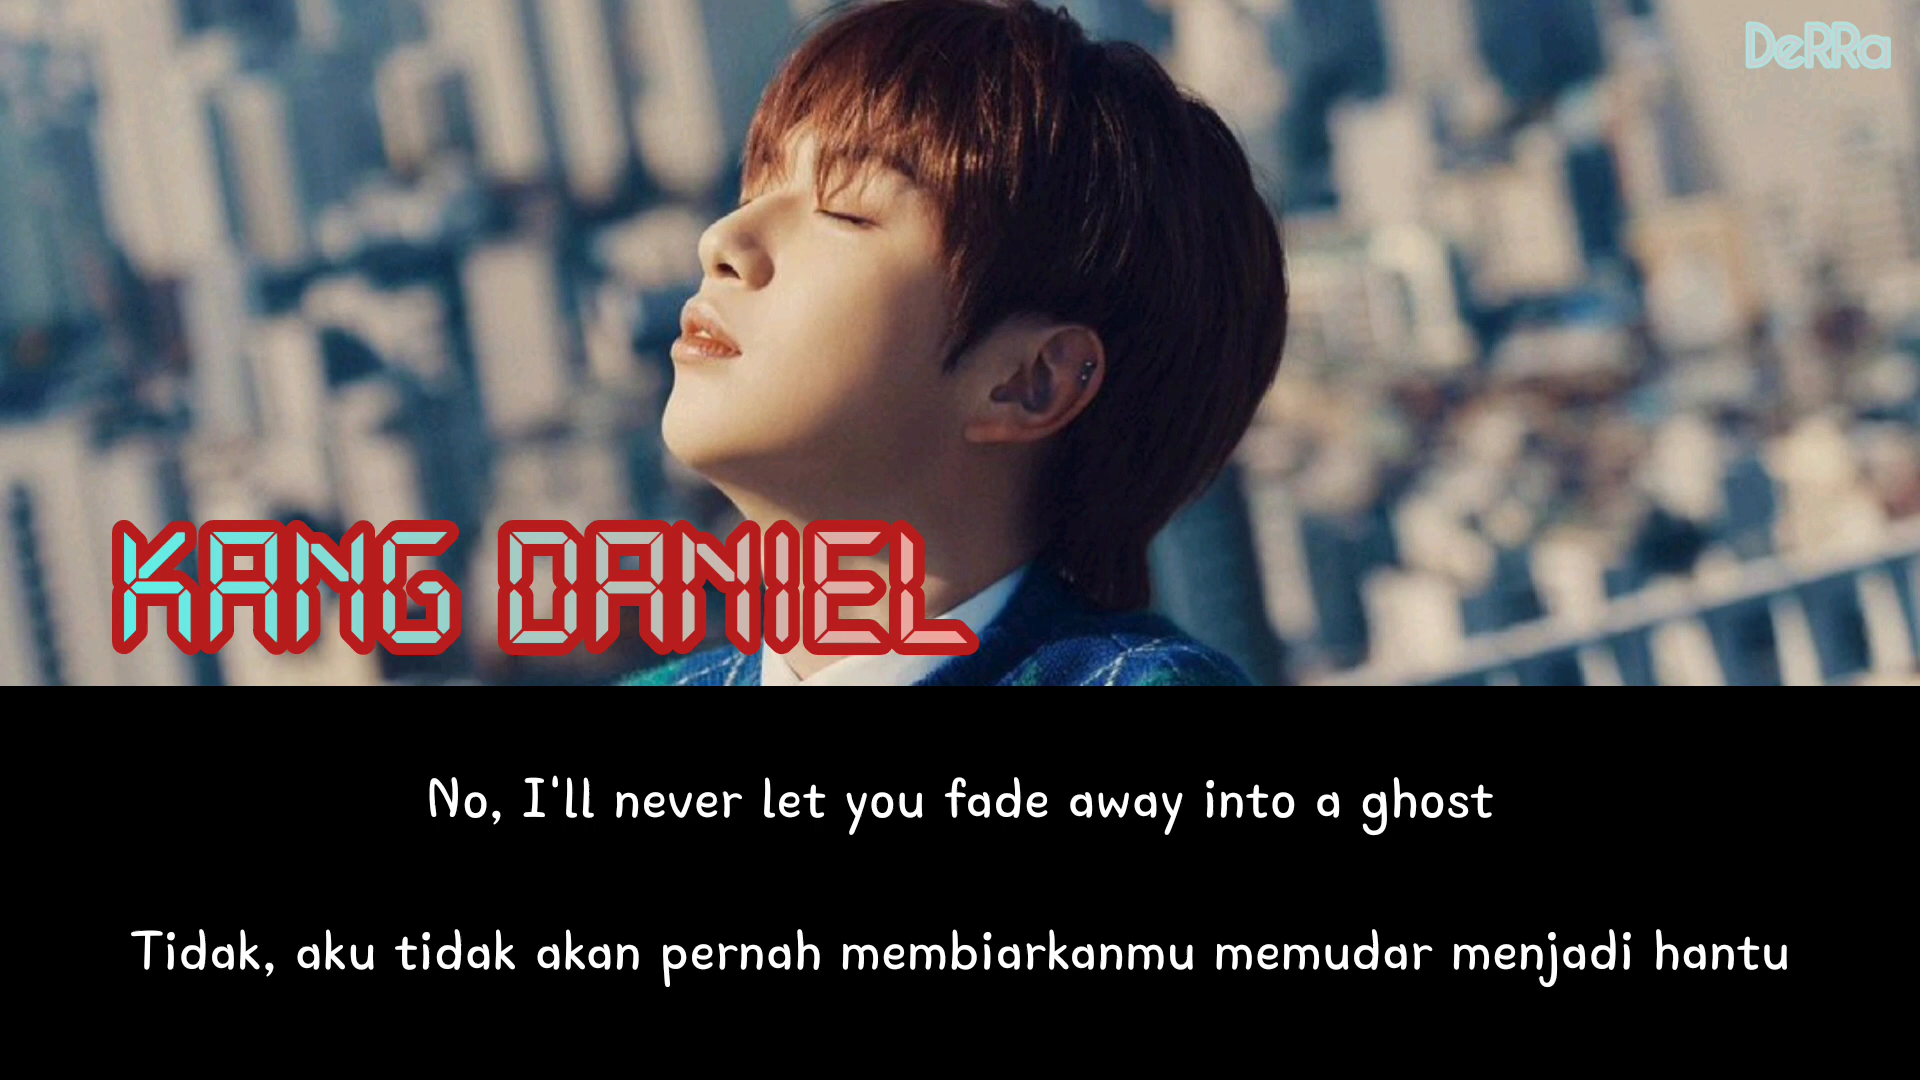 DeRRa
KANG DANIEL
No, I'll never let you fade away into a ghost
Tidak, aku tidak akan pernah membiarkanmu memudar menjadi hantu